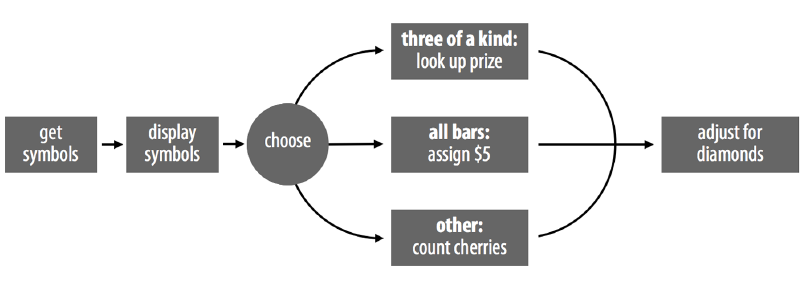 get
symbols
display
symbols
choose
three of a kind:
look up prize
all bars:
assign $5
other:
count cherries
adjust for
diamonds